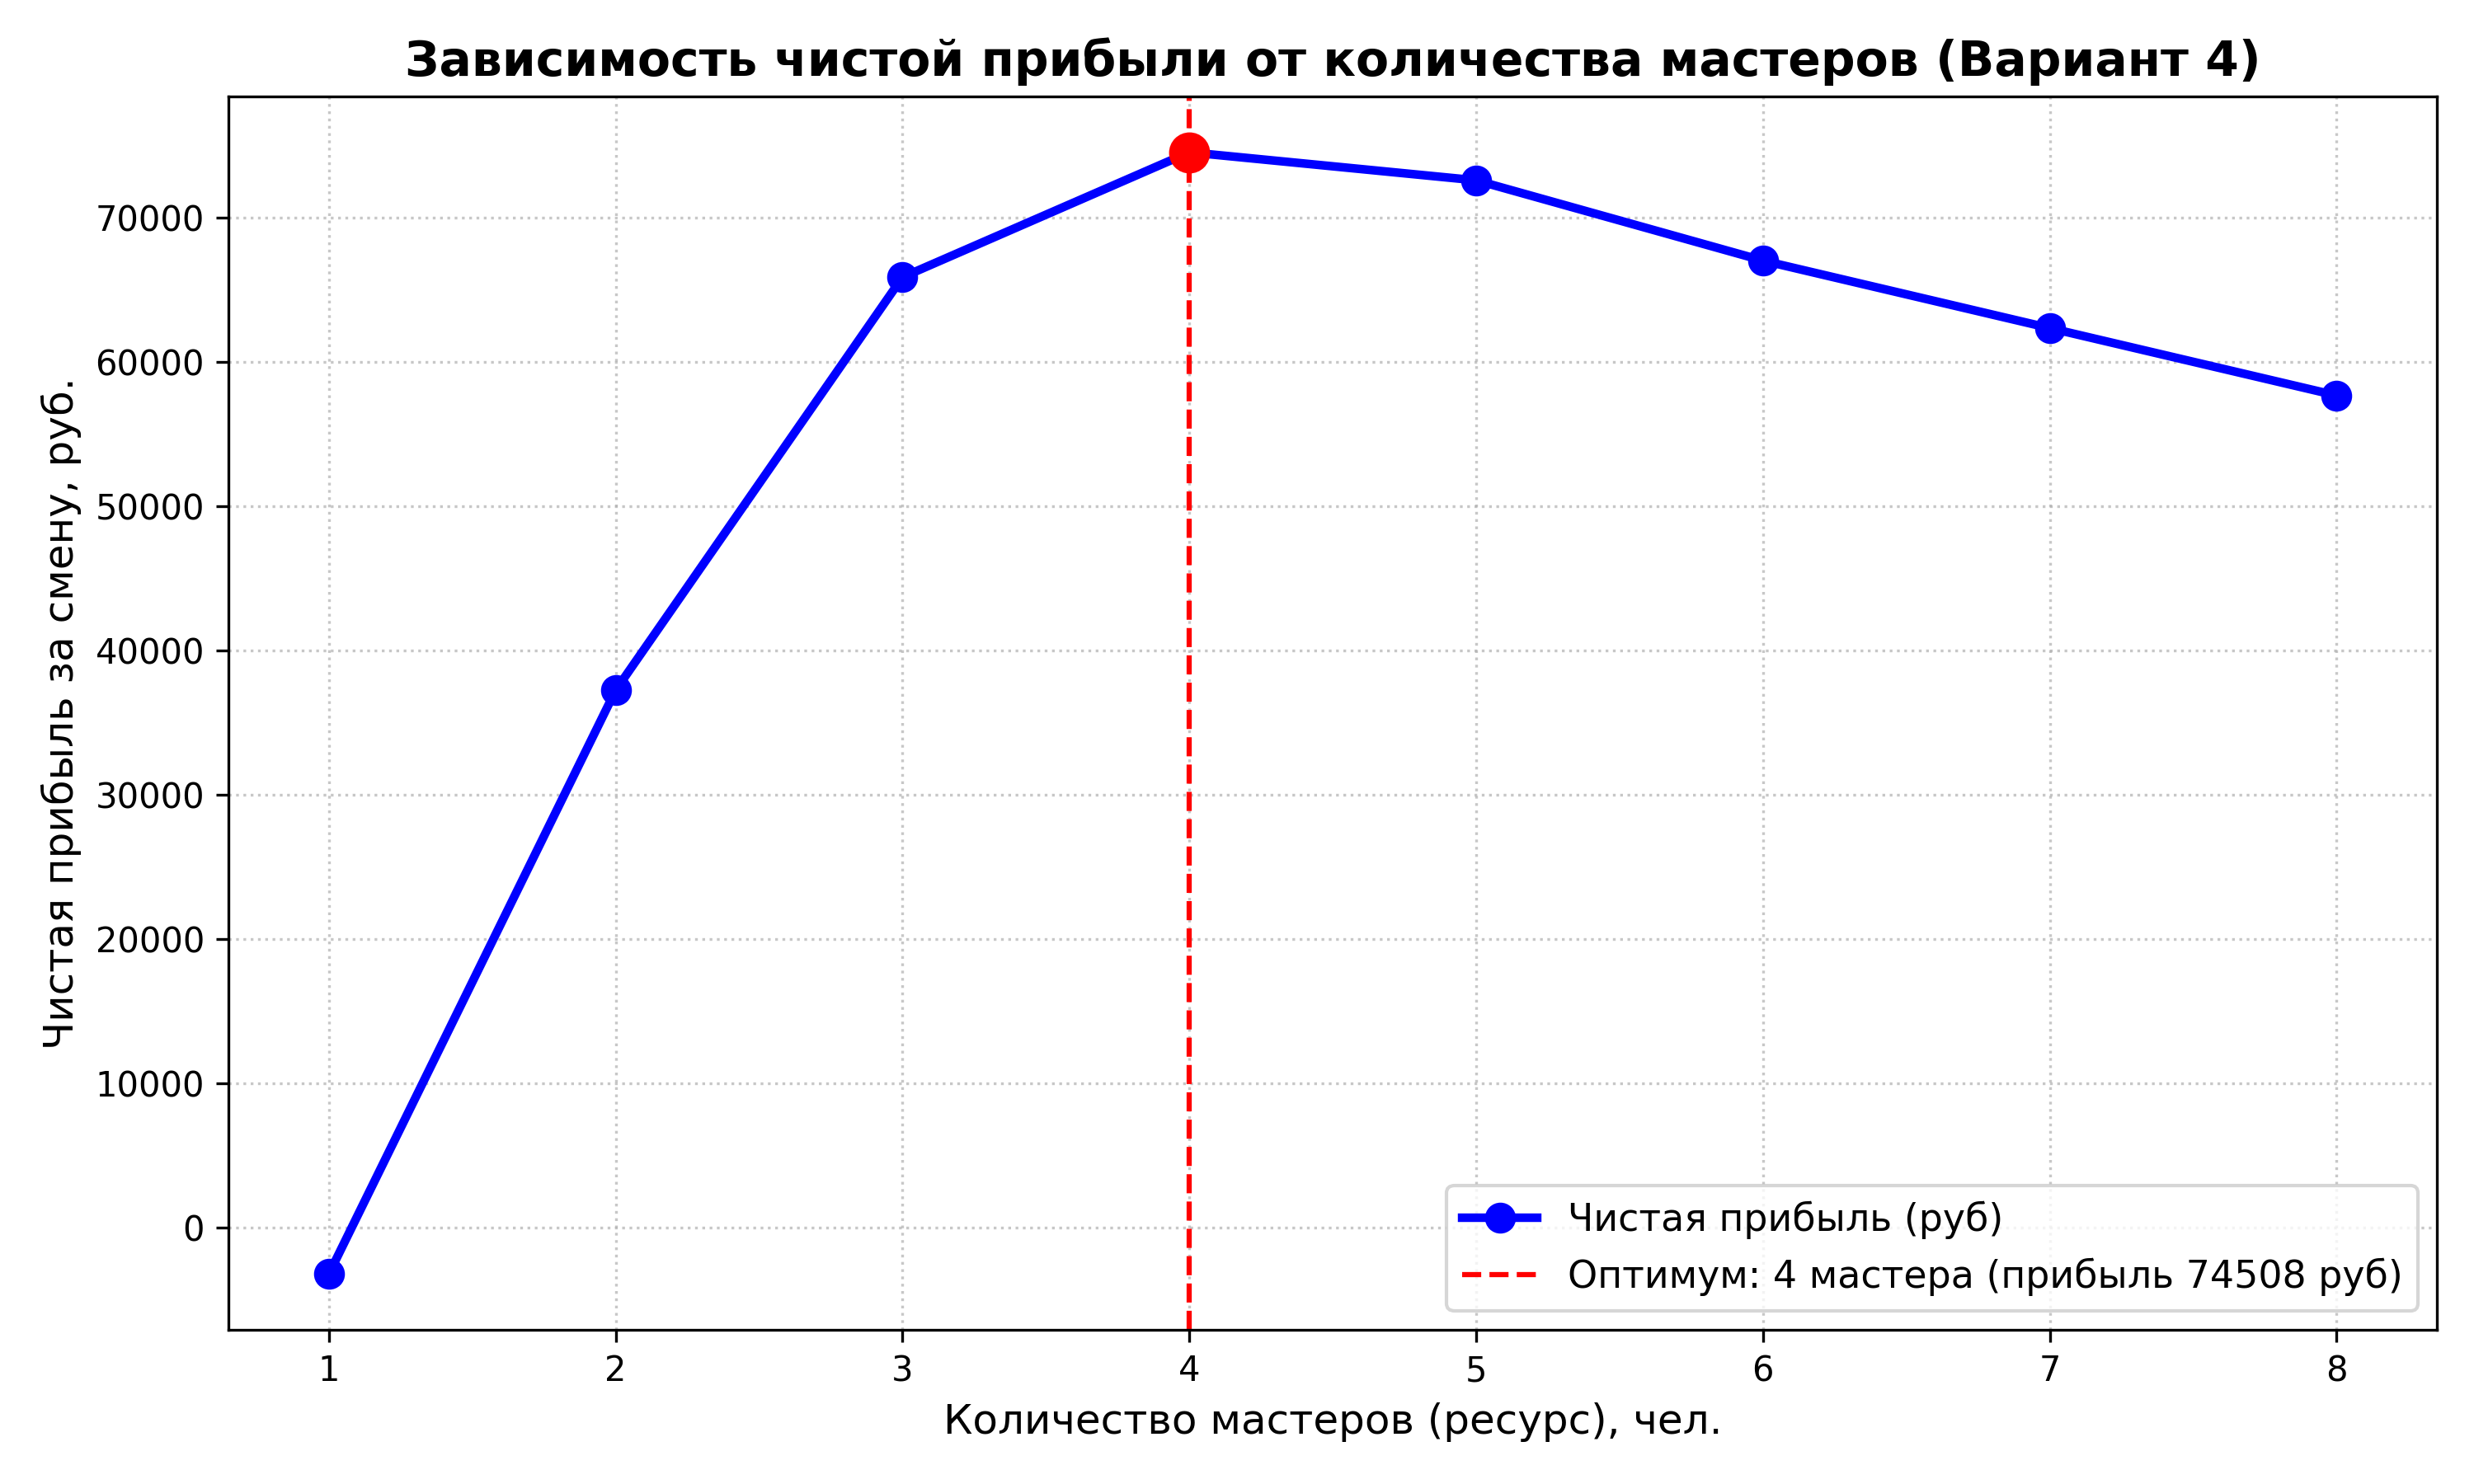 Зависимость чистой прибыли от количества мастеров (Вариант 4)
Чистая прибыль за смену, руб.
70000
60000
50000
40000
30000
20000
10000
0
Чистая прибыль (руб)
Оптимум: 4 мастера (прибыль 74508 руб)
1 2 3 4 5 6 7 8
Количество мастеров (ресурс), чел.